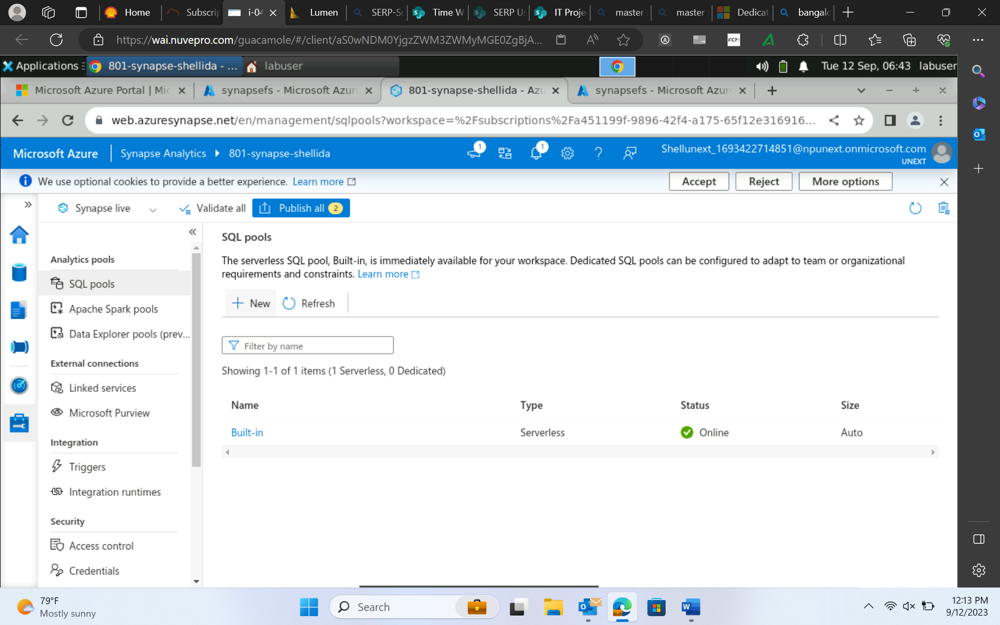 Home
Subscrip
i-04
Lumen
SERP-Su
Time W
SERP Us
IT Proje
master
master
Dedicat
bangalo
https://wai.nuvepro.com/guacamole/#/client/aS0wNDM0YjgzZWM3ZWMyMGE0ZgBjA...
Applications
801-synapse-shellida - ...
labuser
Tue 12 Sep, 06:43
labuser
Microsoft Azure Portal | Mic
synapsefs - Microsoft Azure
801-synapse-shellida - Azu
synapsefs - Microsoft Azure
web.azuresynapse.net/en/management/sqlpools?workspace=%2Fsubscriptions%2Fa451199f-9896-42f4-a175-65f12e316916...
Microsoft Azure
Synapse Analytics
801-synapse-shellida
1
1
Shellunext_1693422714851@npunext.onmicrosoft.com
UNEXT
We use optional cookies to provide a better experience. Learn more
Accept
Reject
More options
Synapse live
Validate all
Publish all 2
Analytics pools
SQL pools
Apache Spark pools
Data Explorer pools (prev...
External connections
Linked services
Microsoft Purview
Integration
Triggers
Integration runtimes
Security
Access control
Credentials
SQL pools
The serverless SQL pool, Built-in, is immediately available for your workspace. Dedicated SQL pools can be configured to adapt to team or organizational
requirements and constraints. Learn more
New
Refresh
Filter by name
Showing 1-1 of 1 items (1 Serverless, 0 Dedicated)
Name Type Status Size
Built-in Serverless Online Auto
79°F
Mostly sunny
Search
12:13 PM
9/12/2023